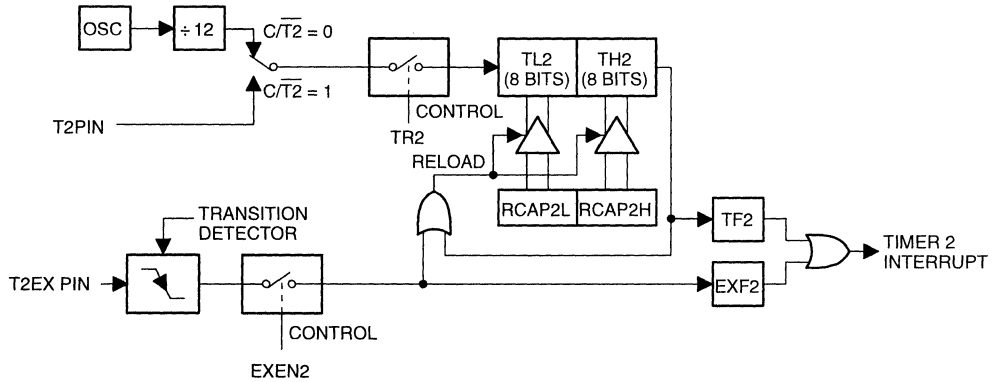 OSC
÷ 12
C/T2 = 0
C/T2 = 1
T2PIN
TR2
CONTROL
TL2
(8 BITS)
TH2
(8 BITS)
RELOAD
RCAP2L
RCAP2H
TRANSITION
DETECTOR
T2EX PIN
CONTROL
EXEN2
TF2
EXF2
TIMER 2
INTERRUPT